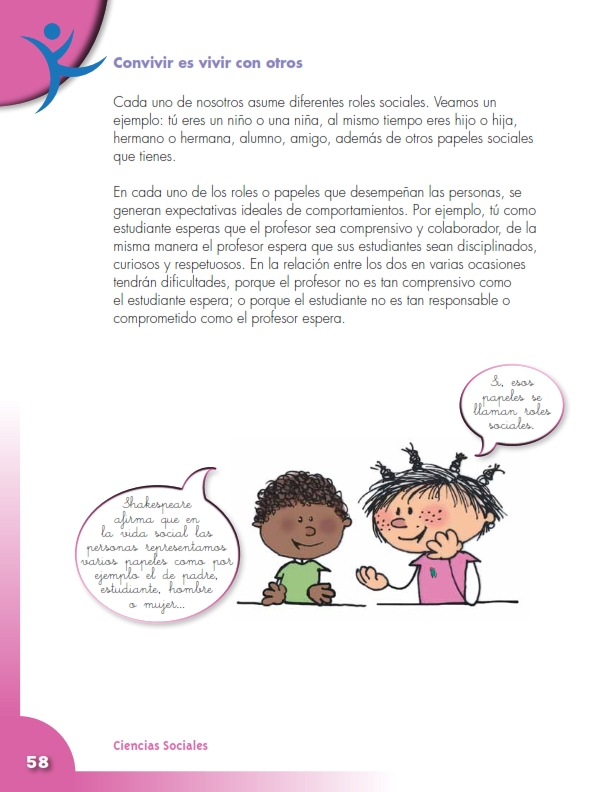 Convivir es vivir con otros
Cada uno de nosotros asume diferentes roles sociales. Veamos un
ejemplo: tú eres un niño o una niña, al mismo tiempo eres hijo o hija,
hermano o hermana, alumno, amigo, además de otros papeles sociales
que tienes.
En cada uno de los roles o papeles que desempeñan las personas, se
generan expectativas ideales de comportamientos. Por ejemplo, tú como
estudiante esperas que el profesor sea comprensivo y colaborador, de la
misma manera el profesor espera que sus estudiantes sean disciplinados,
curiosos y respetuosos. En la relación entre los dos en varias ocasiones
tendrán dificultades, porque el profesor no es tan comprensivo como
el estudiante espera; o porque el estudiante no es tan responsable o
comprometido como el profesor espera.
Si, esos
papeles se
llaman roles
sociales.
Shakespeare
afirma que en
la vida social las
personas representamos
varios papeles como por
ejemplo el de padre,
estudiante, hombre
o mujer...
Ciencias Sociales
58